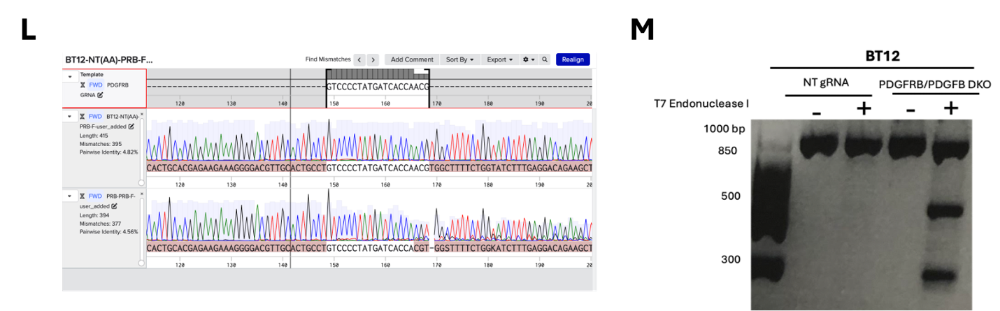 L
BT12-NT(AA)-PRB-F...
Find Mismatches
Add Comment
Sort By
Export
Realign
Template
FWD PDGFRB
GRNA
GTCCCCTATGATCACCAACG
120 130 140 150 160 170 180 190 20
FWD BT12-NT(AA)-
PRB-F-user_added
Length: 415
Mismatches: 395
Pairwise Identity: 4.82%
CACTGCACGAGAAGAAAGGGGACGTTGCACTGCCTGTCCCCTATGATCACCAACGTGGCTTTTCTGGTATCTTTGAGGACAGAAGCT
120 130 140 150 160 170 180 190 20
FWD PRB-PRB-F-
user_added
Length: 394
Mismatches: 377
Pairwise Identity: 4.56%
CACTGCACGAGAAGAAAGGGGACGTTGCACTGCCTGTCCCCTATGATCACCACGT-GGSTTTTCTGGKATCTTTGAGGACAGAAGCT
120 130 140 150 160 170 180 190 20
M
BT12
NT gRNA
PDGFRB/PDGFB DKO
T7 Endonuclease I
- + - +
1000 bp
850
500
300